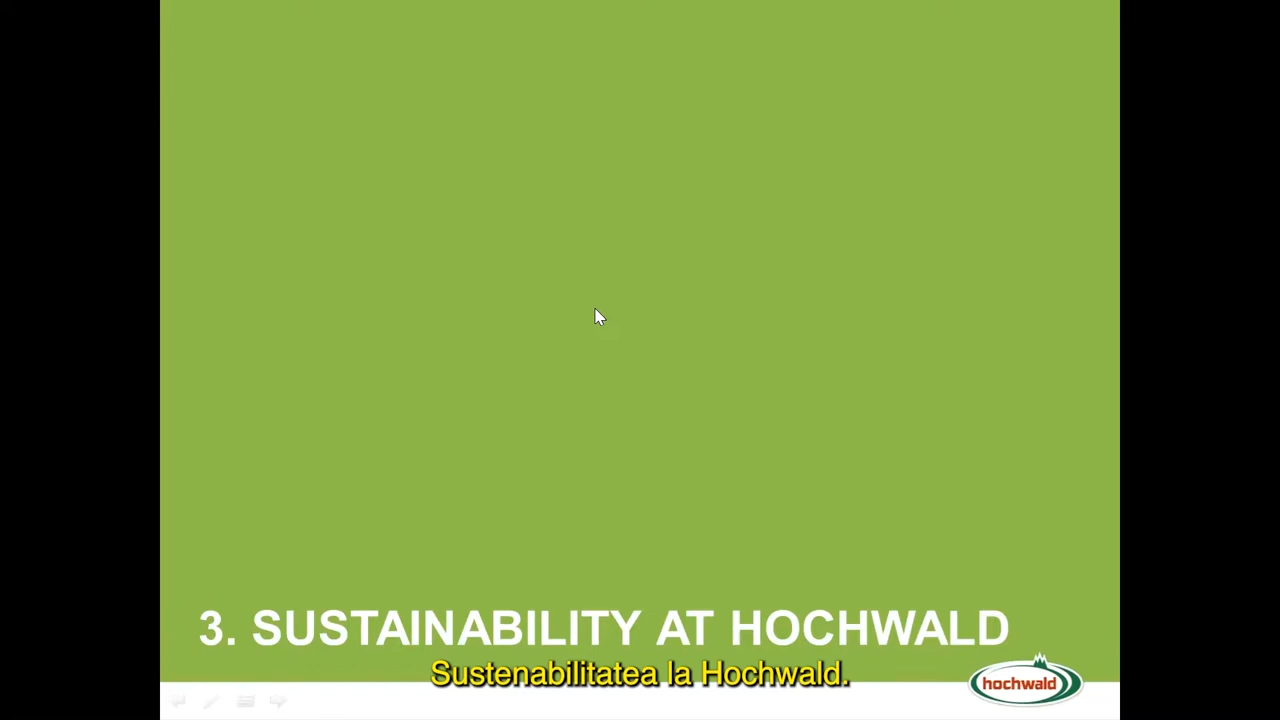 3. SUSTAINABILITY AT HOCHWALD
Sustenabilitatea la Hochwald.
hochwald